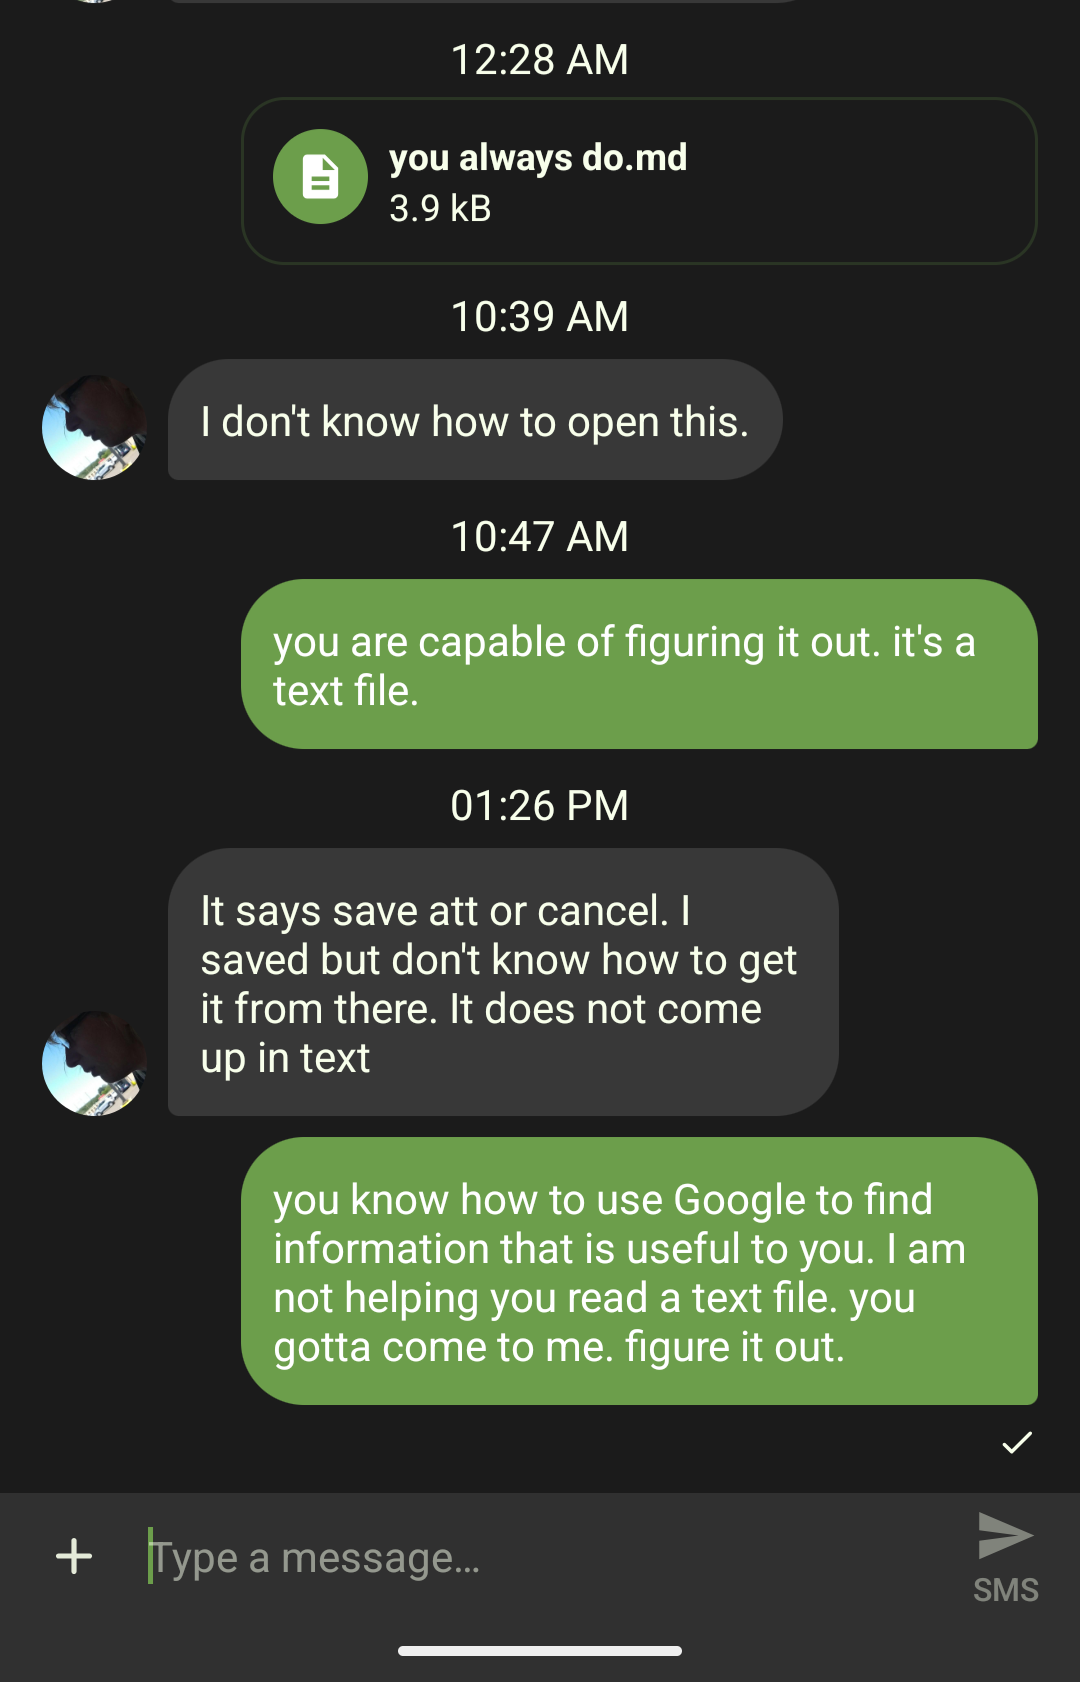 12:28 AM
you always do.md
3.9 kB
10:39 AM
I don't know how to open this.
10:47 AM
you are capable of figuring it out. it's a
text file.
01:26 PM
It says save att or cancel. I
saved but don't know how to get
it from there. It does not come
up in text
you know how to use Google to find
information that is useful to you. I am
not helping you read a text file. you
gotta come to me. figure it out.
Type a message...
SMS